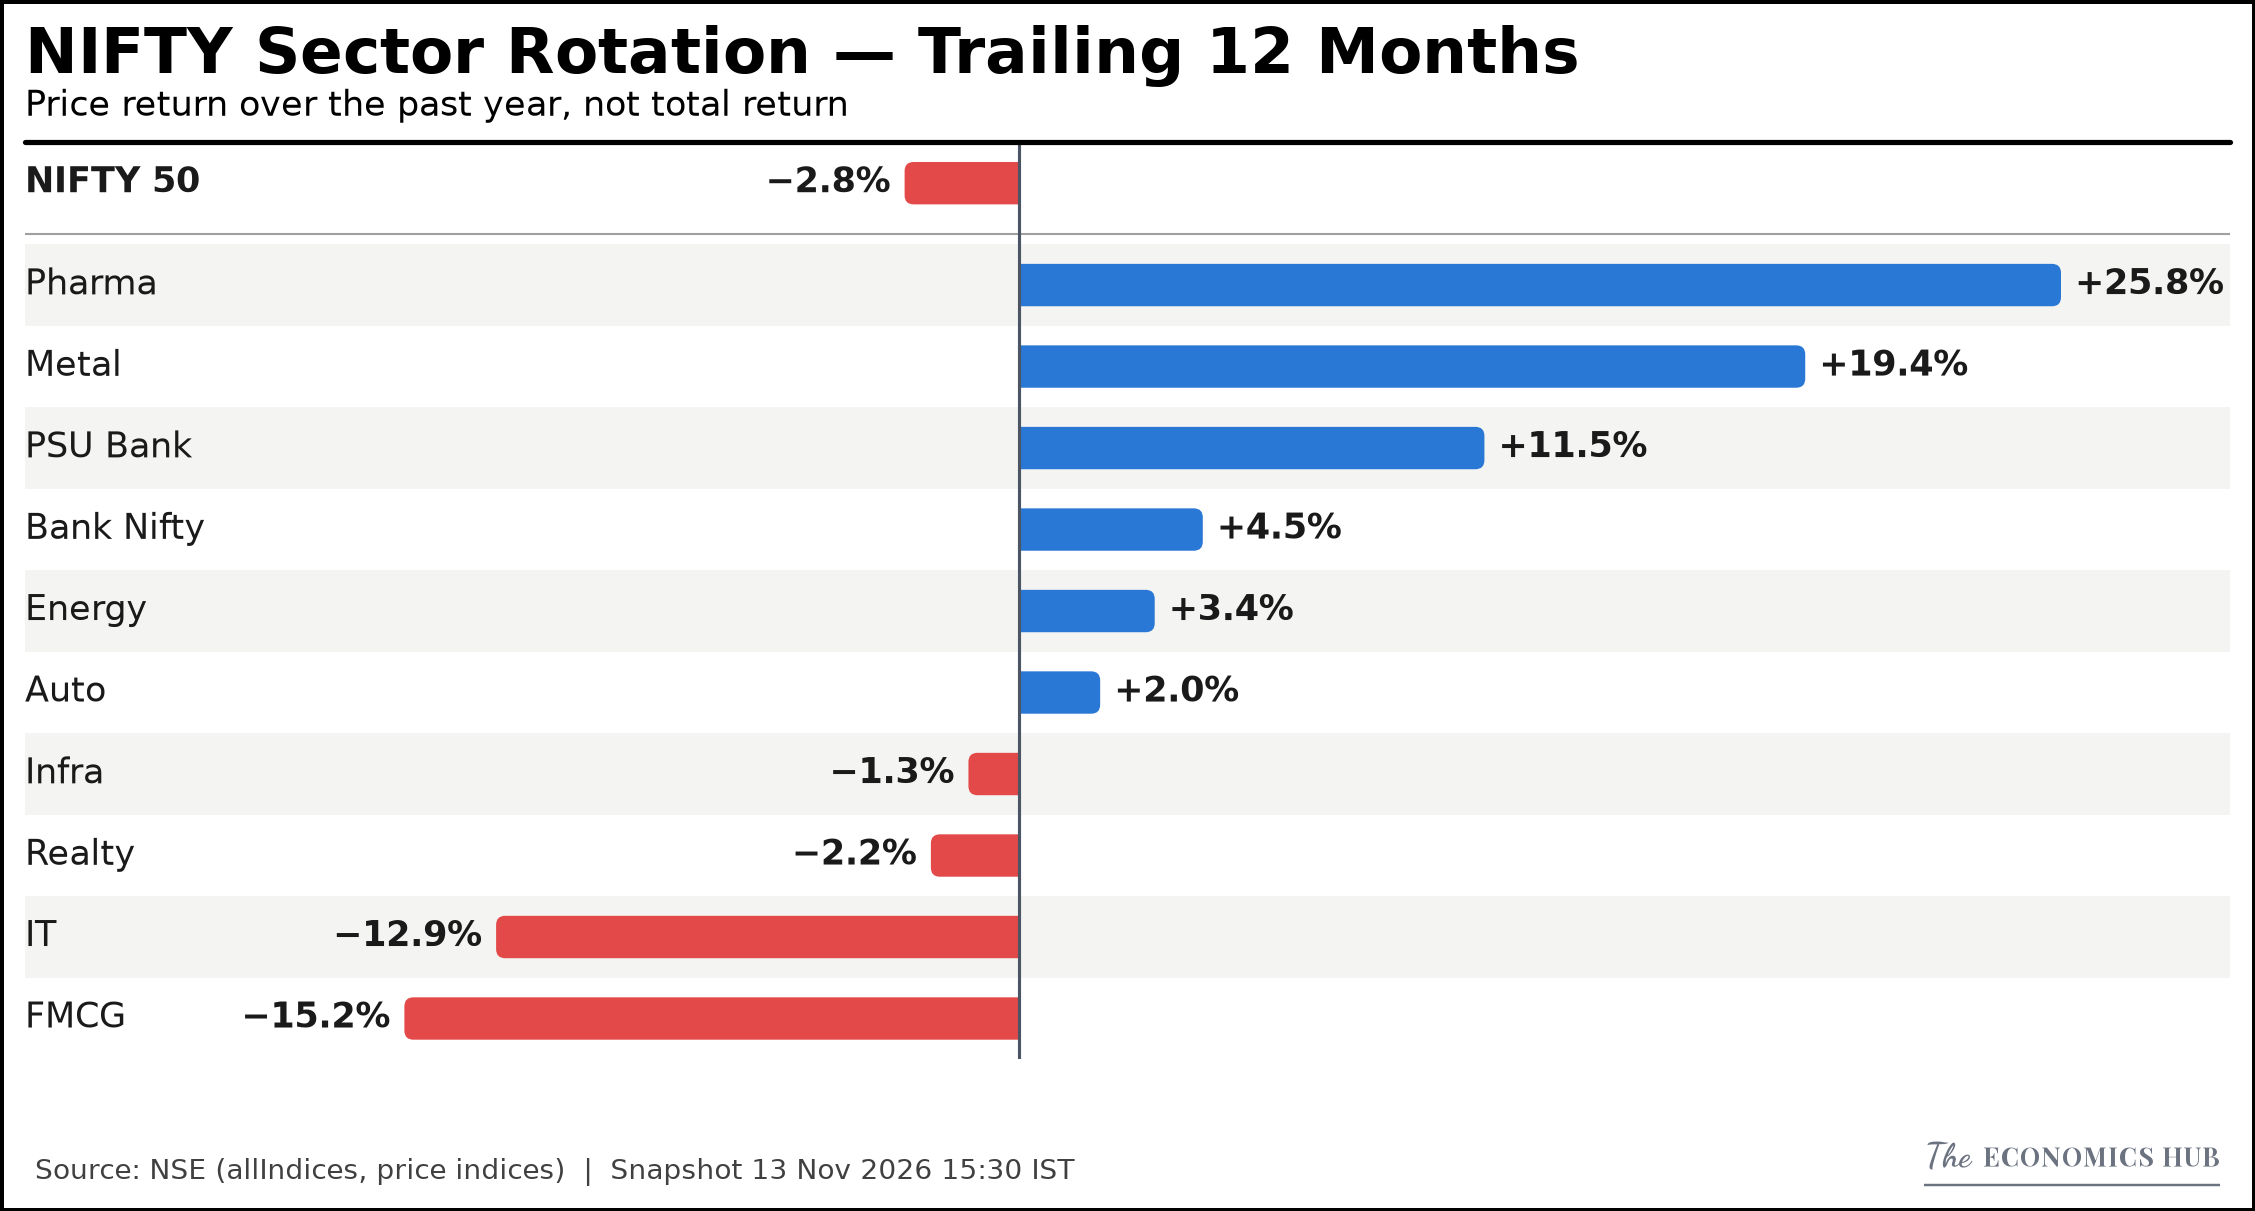 NIFTY Sector Rotation — Trailing 12 Months
Price return over the past year, not total return
NIFTY 50 −2.8%
Pharma +25.8%
Metal +19.4%
PSU Bank +11.5%
Bank Nifty +4.5%
Energy +3.4%
Auto +2.0%
Infra −1.3%
Realty −2.2%
IT −12.9%
FMCG −15.2%
Source: NSE (allIndices, price indices) | Snapshot 13 Nov 2026 15:30 IST
The ECONOMICS HUB